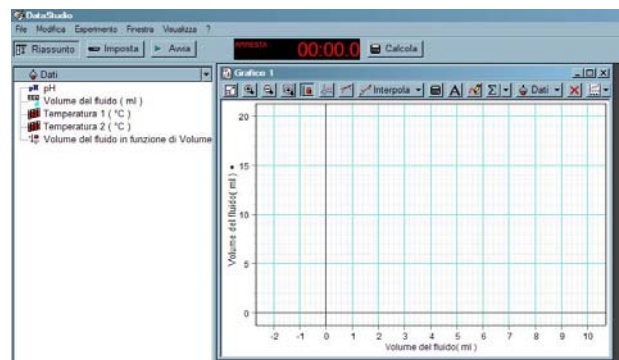 DataStudio
File Modifica Esperimento Finestra Visualizza ?
Riassunto Imposta Avvia ARRESTA 00:00.0 Calcola
Dati
pH
Volume del fluido ( ml )
Temperatura 1 ( °C )
Temperatura 2 ( °C )
Volume del fluido in funzione di Volume
Grafico 1
Interpola A Σ Dati
20
15
10
5
0
Volume del fluido( ml )
-2 -1 0 1 2 3 4 5 6 7 8 9 10
Volume del fluido( ml )